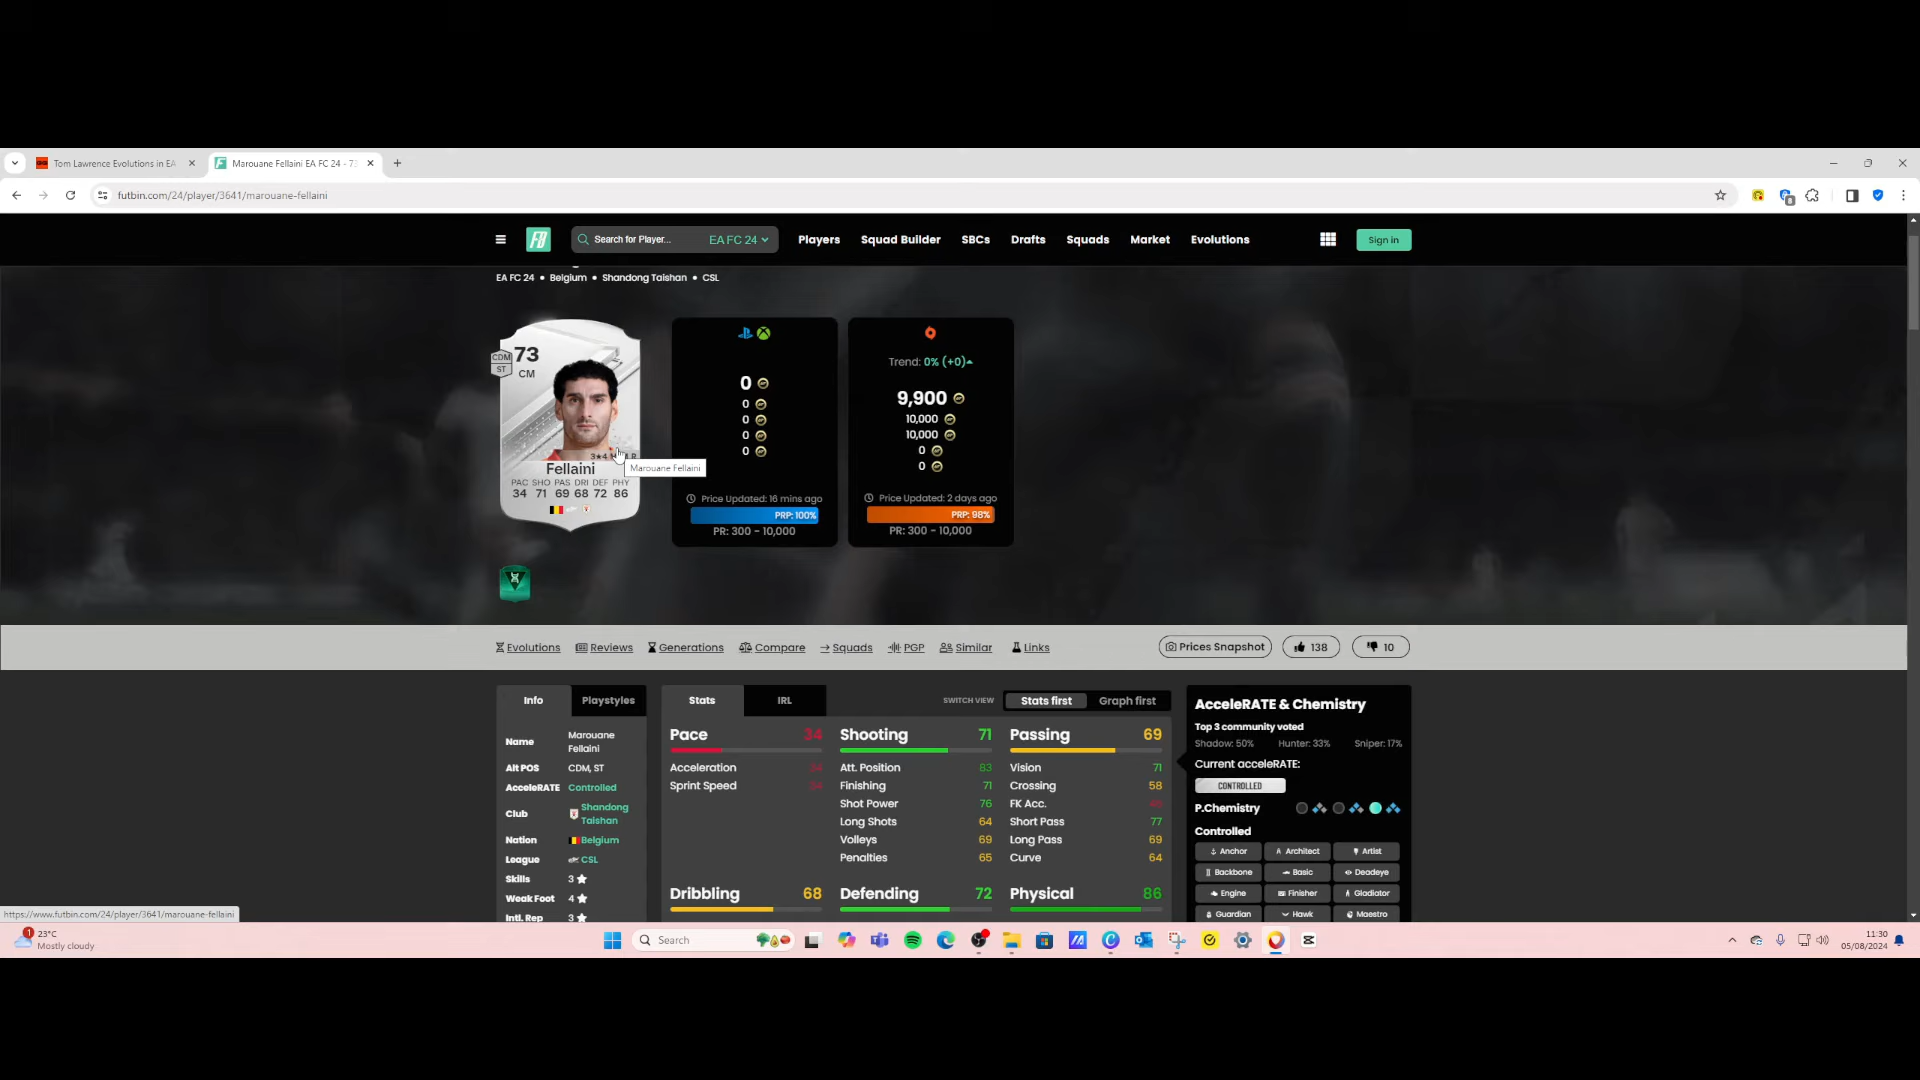 Tom Lawrence Evolutions in EA
Marouane Fellaini EA FC 24 - 73
futbin.com/24/player/3641/marouane-fellaini
FB
Search for Player...
EA FC 24
Players
Squad Builder
SBCs
Drafts
Squads
Market
Evolutions
Sign in
EA FC 24 • Belgium • Shandong Taishan • CSL
CDM
ST
73
CM
Fellaini
PAC SHO PAS DRI DEF PHY
34 71 69 68 72 86
Marouane Fellaini
0
0
0
0
0
Price Updated: 16 mins ago
PRP: 100%
PR: 300 - 10,000
Trend: 0% (+0)
9,900
10,000
10,000
0
0
Price Updated: 2 days ago
PRP: 98%
PR: 300 - 10,000
Evolutions
Reviews
Generations
Compare
Squads
PGP
Similar
Links
Prices Snapshot
138
10
Info
Playstyles
Name Marouane Fellaini
Alt POS CDM, ST
AcceleRATE Controlled
Club Shandong Taishan
Nation Belgium
League CSL
Skills 3
Weak Foot 4
Intl. Rep 3
Stats
IRL
SWITCH VIEW
Stats first
Graph first
Pace 34
Acceleration 34
Sprint Speed 34
Shooting 71
Att. Position 83
Finishing 71
Shot Power 76
Long Shots 64
Volleys 69
Penalties 65
Passing 69
Vision 71
Crossing 58
FK Acc.
Short Pass 77
Long Pass 69
Curve 64
Dribbling 68
Defending 72
Physical 86
AcceleRATE & Chemistry
Top 3 community voted
Shadow: 50% Hunter: 33% Sniper: 17%
Current acceleRATE:
CONTROLLED
P.Chemistry
Controlled
Anchor Architect Artist
Backbone Basic Deadeye
Engine Finisher Gladiator
Guardian Hawk Maestro
https://www.futbin.com/24/player/3641/marouane-fellaini
1
23°C
Mostly cloudy
Search
11:30
05/08/2024